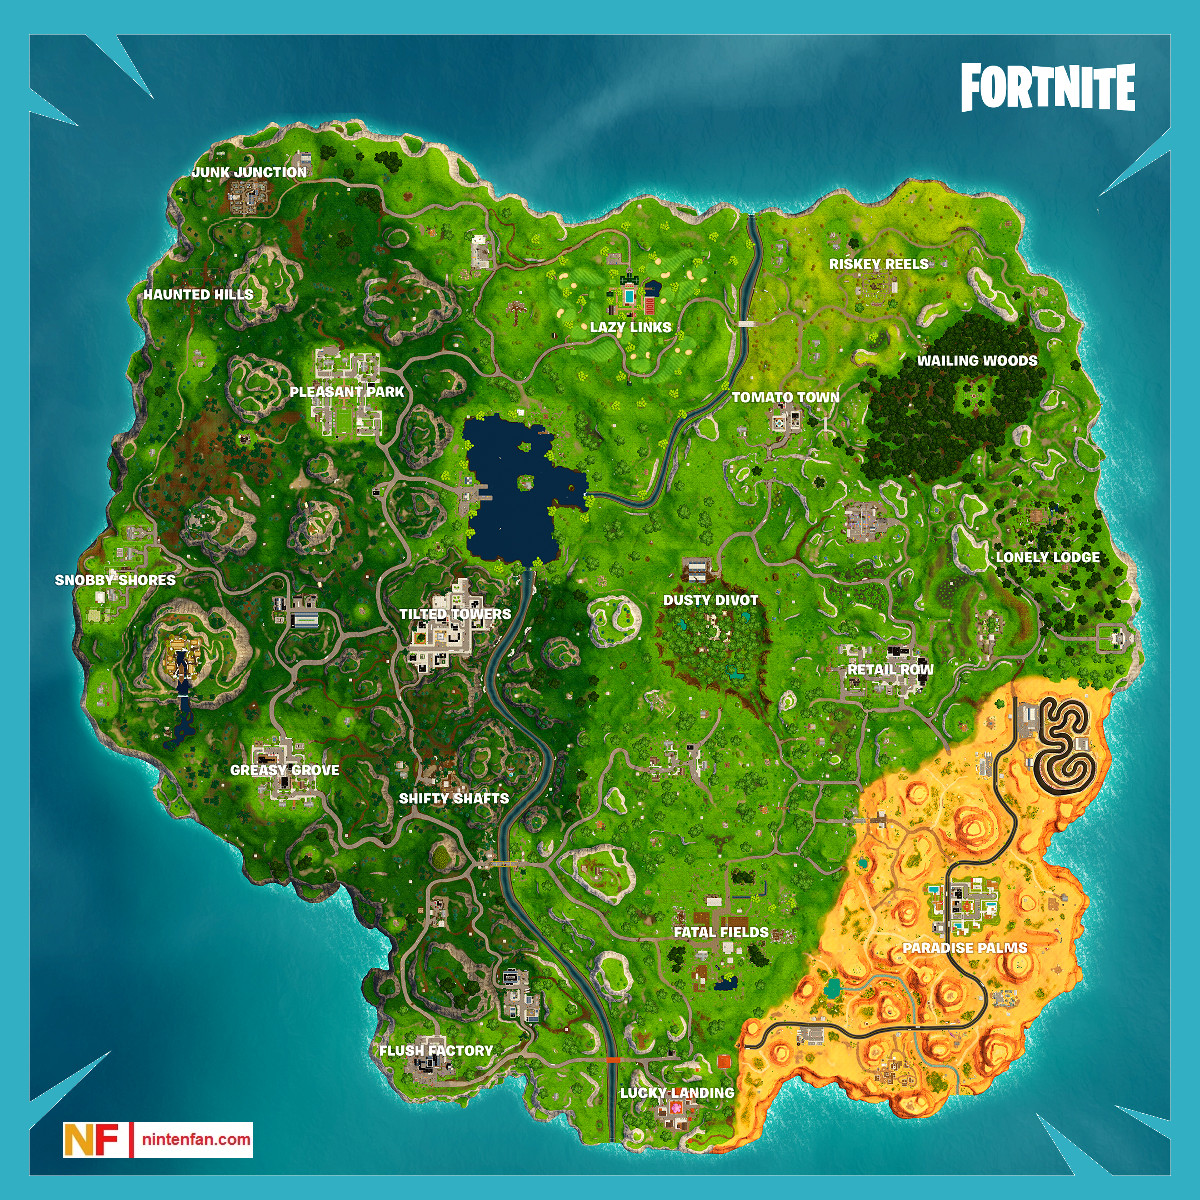 FORTNITE
JUNK JUNCTION
RISKEY REELS
HAUNTED HILLS
LAZY LINKS
WAILING WOODS
PLEASANT PARK
TOMATO TOWN
LONELY LODGE
SNOBBY SHORES
DUSTY DIVOT
TILTED TOWERS
RETAIL ROW
GREASY GROVE
SHIFTY SHAFTS
FATAL FIELDS
PARADISE PALMS
FLUSH FACTORY
LUCKY LANDING
NF nintenfan.com